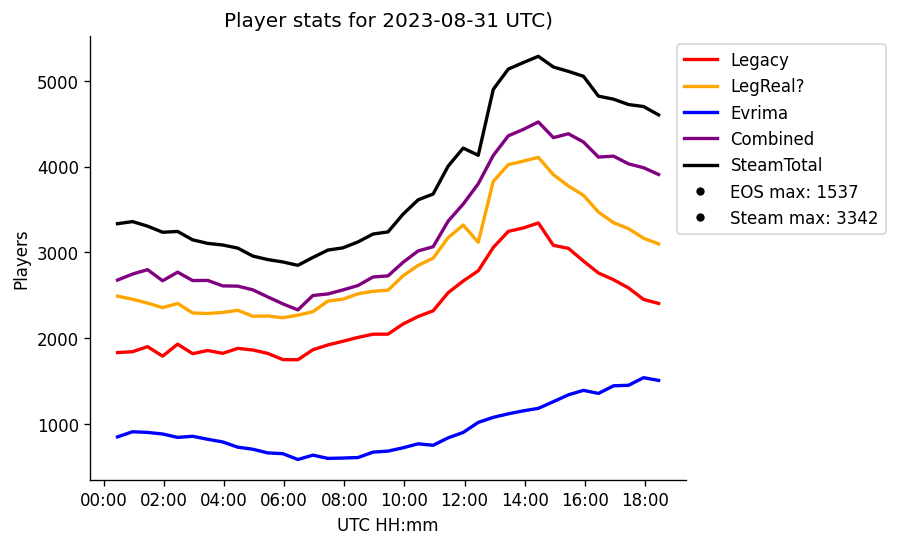 Player stats for 2023-08-31 UTC)
Players
5000
4000
3000
2000
1000
00:00 02:00 04:00 06:00 08:00 10:00 12:00 14:00 16:00 18:00
UTC HH:mm
Legacy
LegReal?
Evrima
Combined
SteamTotal
EOS max: 1537
Steam max: 3342